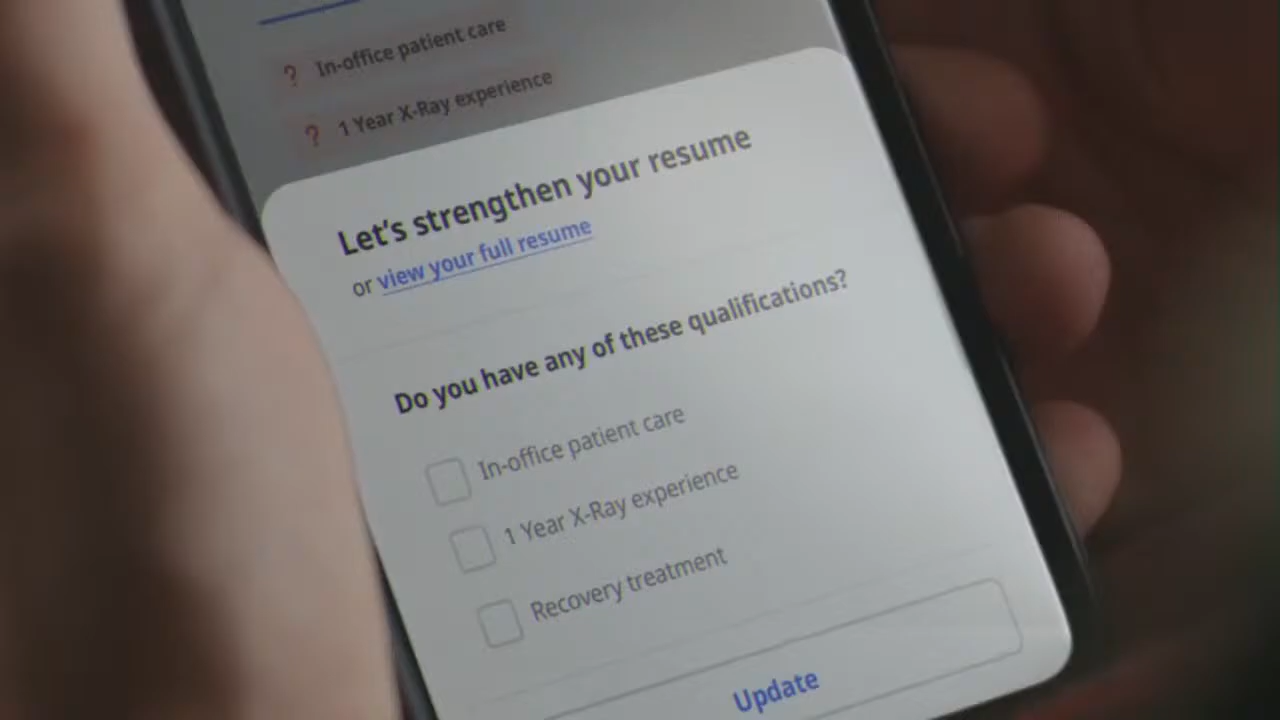 ? In-office patient care
? 1 Year X-Ray experience
Let's strengthen your resume
or view your full resume
Do you have any of these qualifications?
In-office patient care
1 Year X-Ray experience
Recovery treatment
Update